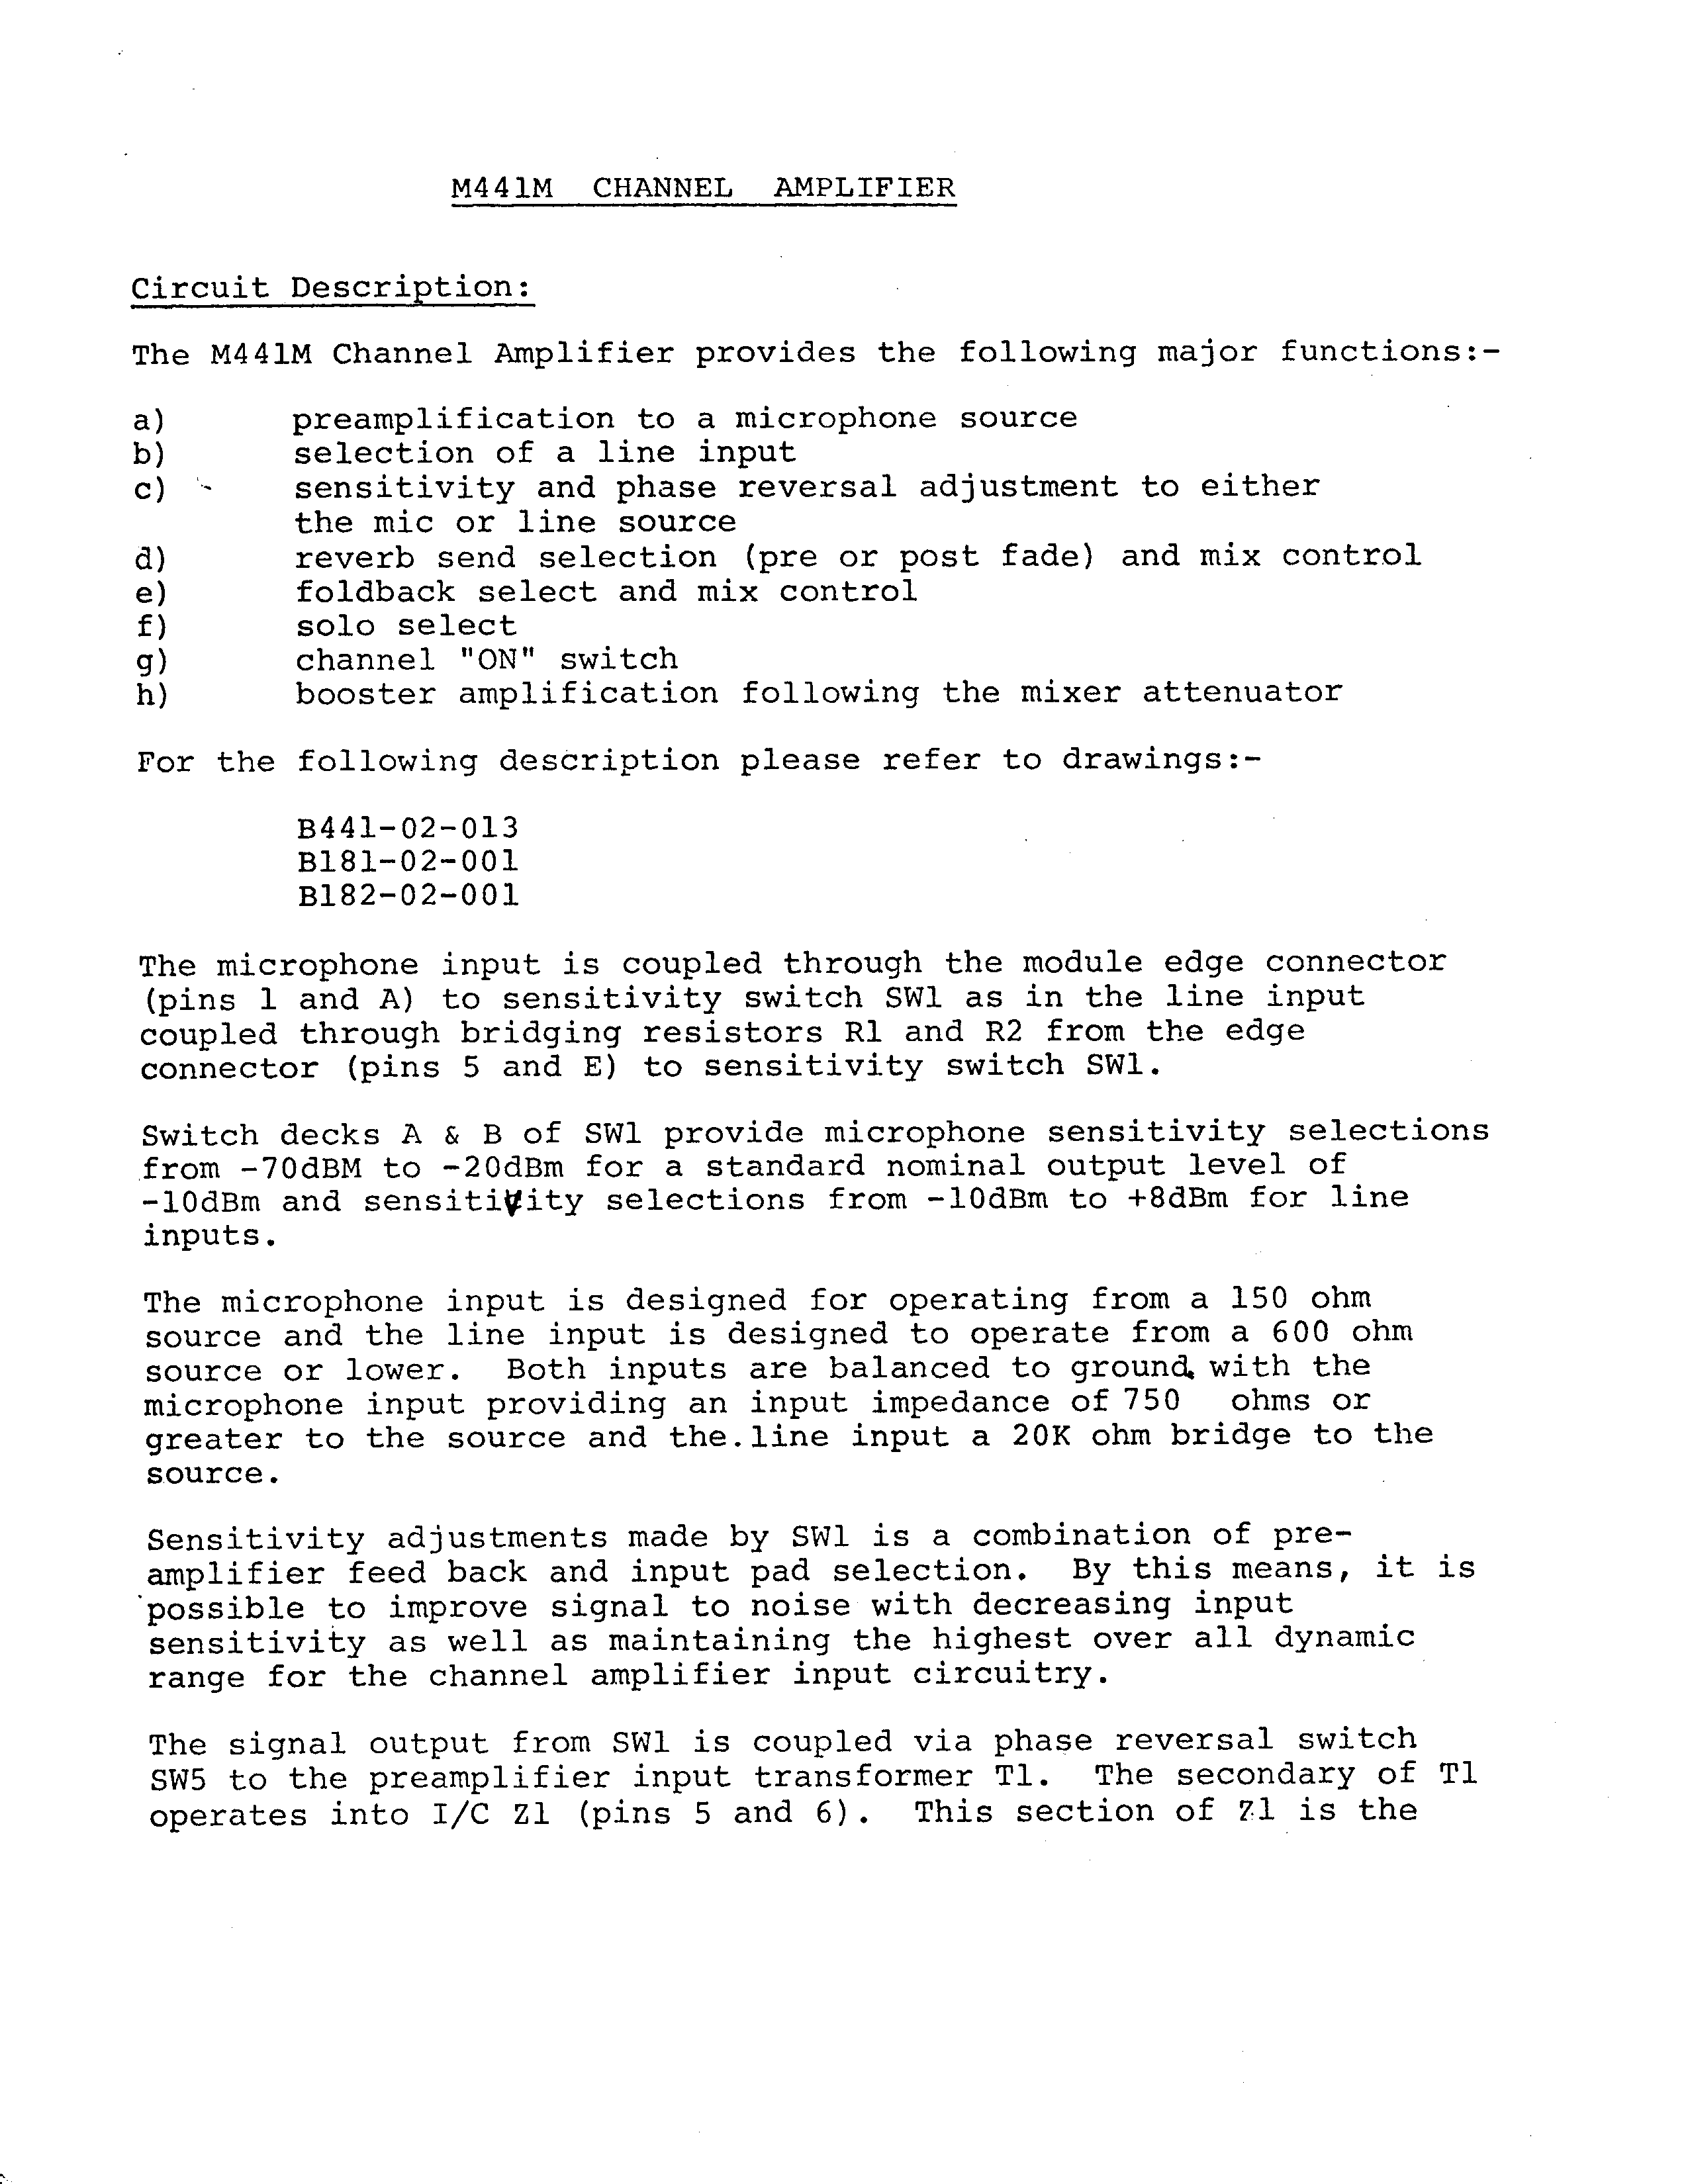 M441M CHANNEL AMPLIFIER
Circuit Description:
The M441M Channel Amplifier provides the following major functions:-
a) preamplification to a microphone source
b) selection of a line input
c) sensitivity and phase reversal adjustment to either
the mic or line source
d) reverb send selection (pre or post fade) and mix control
e) foldback select and mix control
f) solo select
g) channel "ON" switch
h) booster amplification following the mixer attenuator
For the following description please refer to drawings:-
B441-02-013
B181-02-001
B182-02-001
The microphone input is coupled through the module edge connector
(pins 1 and A) to sensitivity switch SW1 as in the line input
coupled through bridging resistors R1 and R2 from the edge
connector (pins 5 and E) to sensitivity switch SW1.
Switch decks A & B of SW1 provide microphone sensitivity selections
from -70dBM to -20dBm for a standard nominal output level of
-10dBm and sensitivity selections from -10dBm to +8dBm for line
inputs.
The microphone input is designed for operating from a 150 ohm
source and the line input is designed to operate from a 600 ohm
source or lower. Both inputs are balanced to ground, with the
microphone input providing an input impedance of 750 ohms or
greater to the source and the line input a 20K ohm bridge to the
source.
Sensitivity adjustments made by SW1 is a combination of pre-
amplifier feed back and input pad selection. By this means, it is
possible to improve signal to noise with decreasing input
sensitivity as well as maintaining the highest over all dynamic
range for the channel amplifier input circuitry.
The signal output from SW1 is coupled via phase reversal switch
SW5 to the preamplifier input transformer T1. The secondary of T1
operates into I/C Z1 (pins 5 and 6). This section of Z1 is the